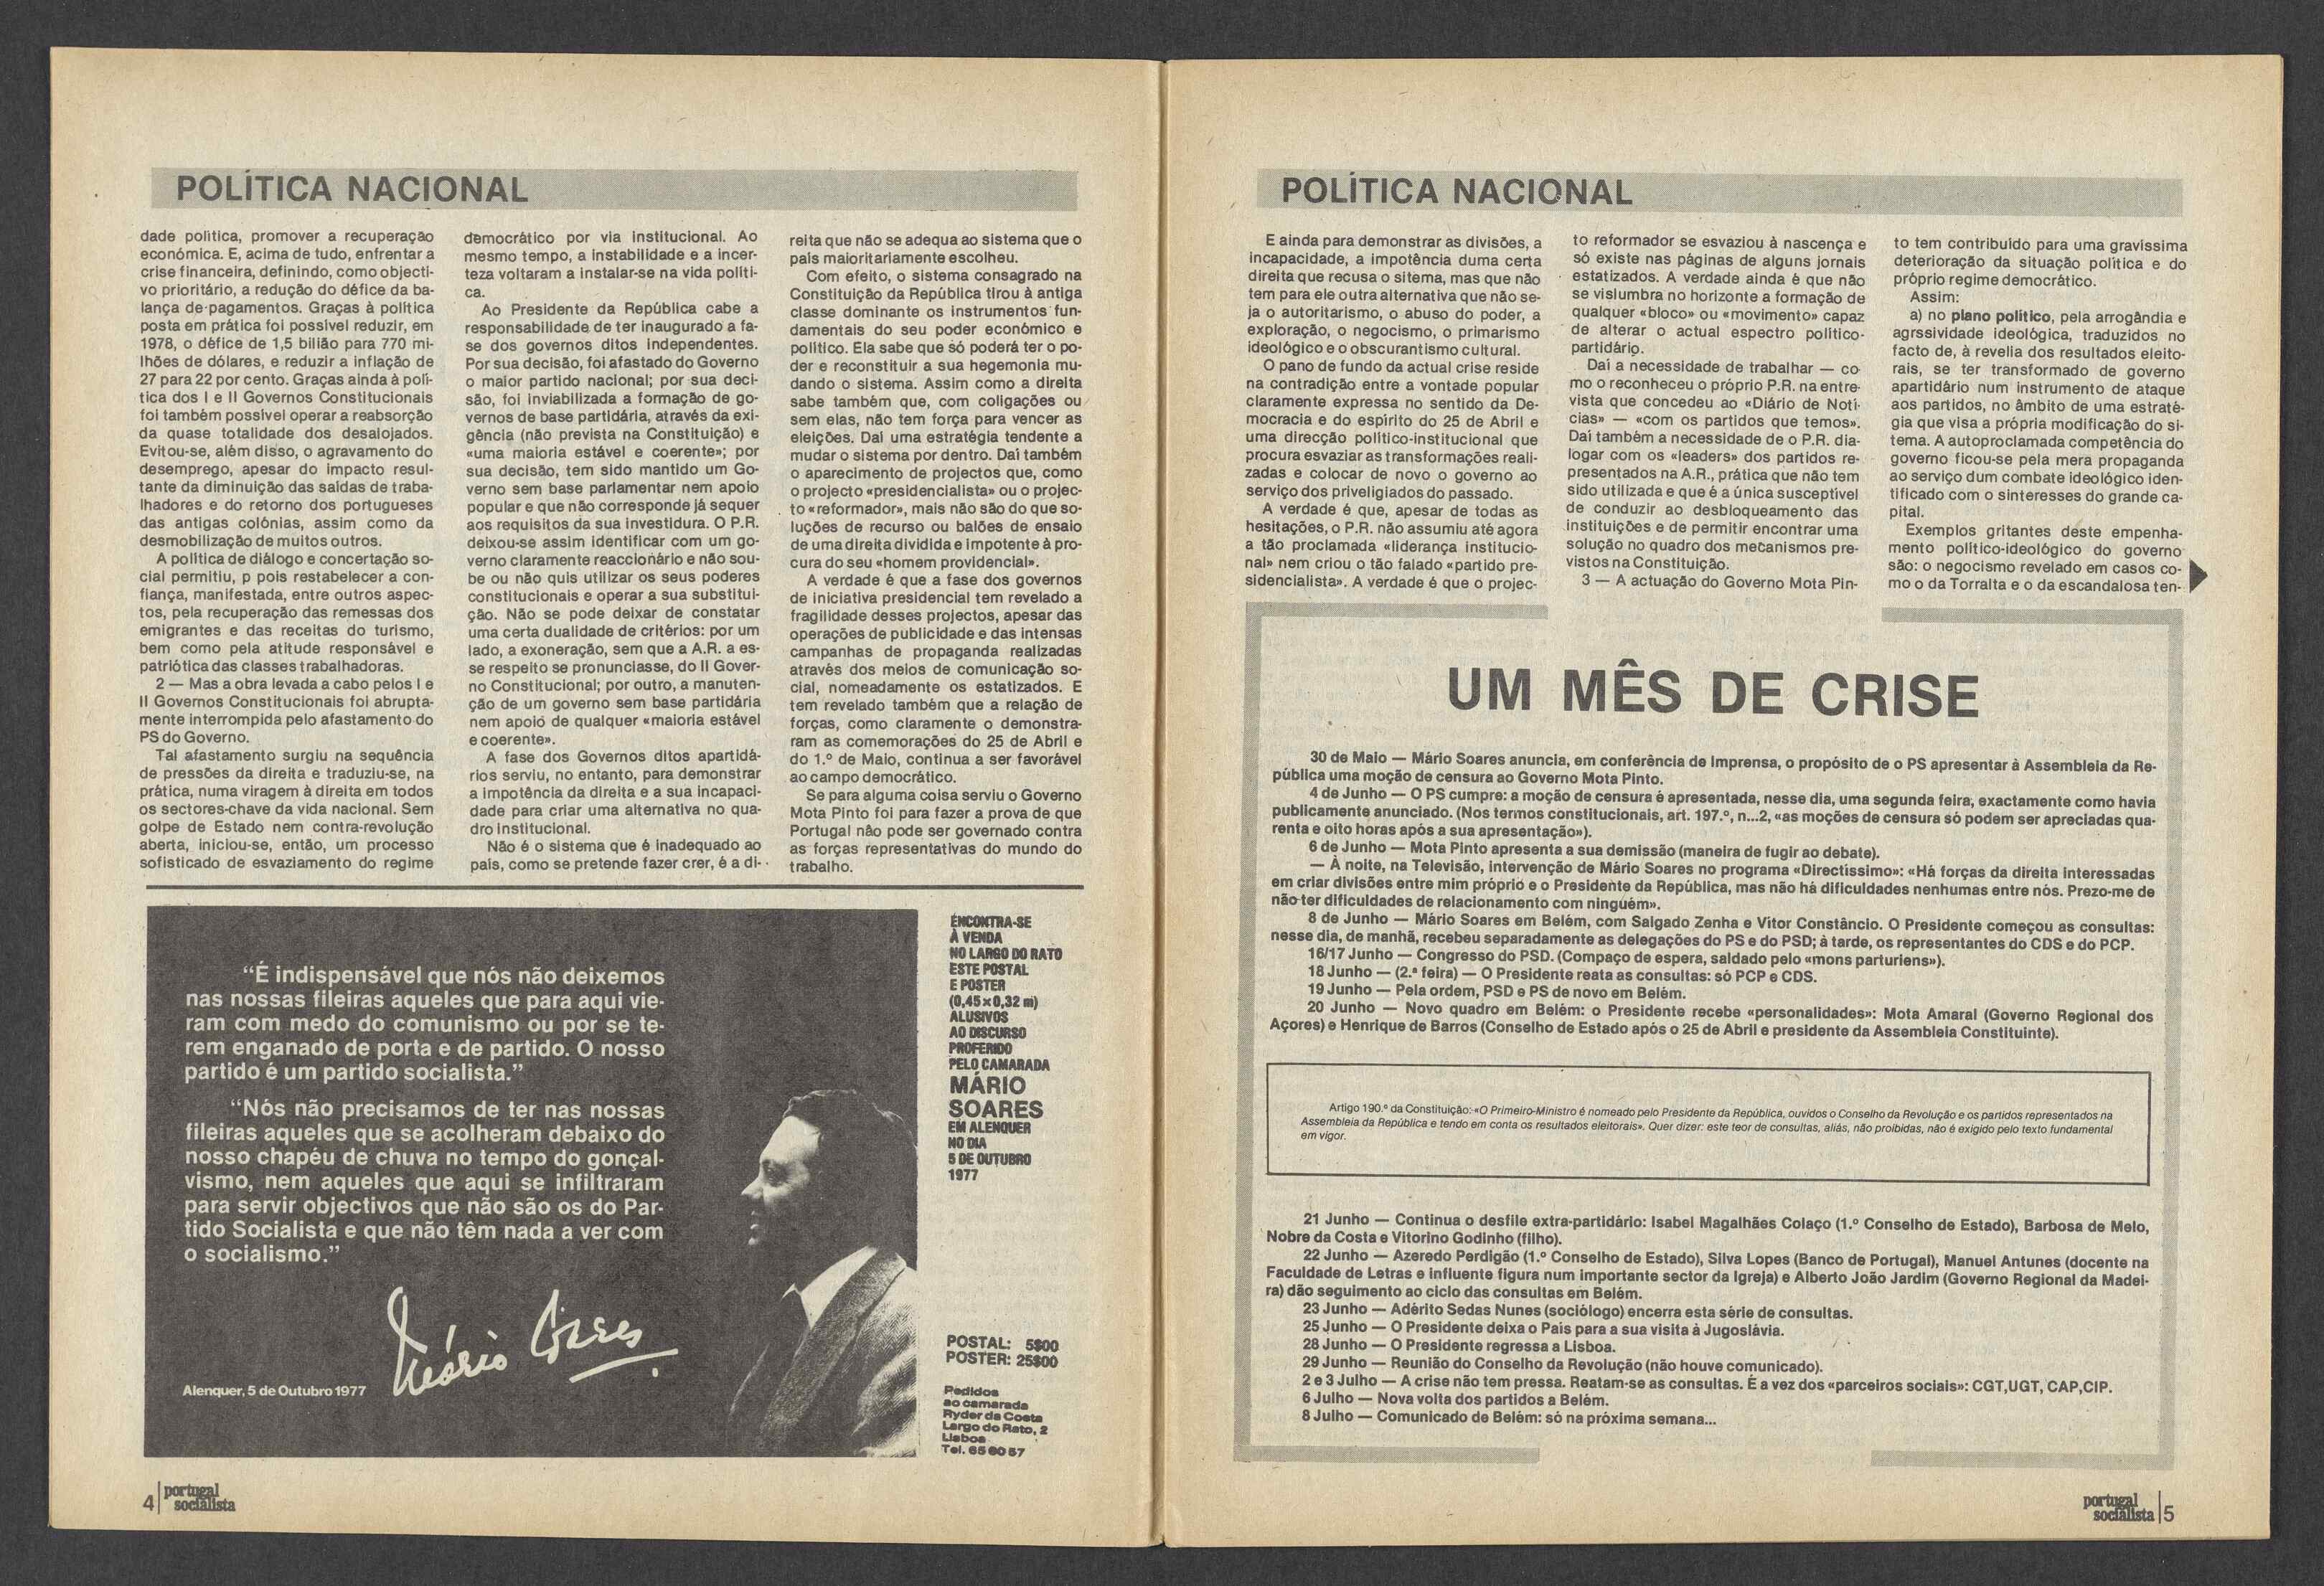 POLÍTICA NACIONAL
dade política, promover a recuperação
económica. E, acima de tudo, enfrentar a
crise financeira, definindo, como objecti-
vo prioritário, a redução do défice da ba-
lança de pagamentos. Graças à política
posta em prática foi possível reduzir, em
1978, o défice de 1,5 bilião para 770 mi-
lhões de dólares, e reduzir a inflação de
27 para 22 por cento. Graças ainda à polí-
tica dos I e II Governos Constitucionais
foi também possível operar a reabsorção
da quase totalidade dos desalojados.
Evitou-se, além disso, o agravamento do
desemprego, apesar do impacto resul-
tante da diminuição das saídas de traba-
lhadores e do retorno dos portugueses
das antigas colónias, assim como da
desmobilização de muitos outros.
A política de diálogo e concertação so-
cial permitiu, p pois restabelecer a con-
fiança, manifestada, entre outros aspec-
tos, pela recuperação das remessas dos
emigrantes e das receitas do turismo,
bem como pela atitude responsável e
patriótica das classes trabalhadoras.
2 — Mas a obra levada a cabo pelos I e
II Governos Constitucionais foi abrupta-
mente interrompida pelo afastamento do
PS do Governo.
Tal afastamento surgiu na sequência
de pressões da direita e traduziu-se, na
prática, numa viragem à direita em todos
os sectores-chave da vida nacional. Sem
golpe de Estado nem contra-revolução
aberta, iniciou-se, então, um processo
sofisticado de esvaziamento do regime
democrático por via institucional. Ao
mesmo tempo, a instabilidade e a incer-
teza voltaram a instalar-se na vida políti-
ca.
Ao Presidente da República cabe a
responsabilidade de ter inaugurado a fa-
se dos governos ditos independentes.
Por sua decisão, foi afastado do Governo
o maior partido nacional; por sua deci-
são, foi inviabilizada a formação de go-
vernos de base partidária, através da exi-
gência (não prevista na Constituição) e
«uma maioria estável e coerente»; por
sua decisão, tem sido mantido um Go-
verno sem base parlamentar nem apoio
popular e que não corresponde já sequer
aos requisitos da sua investidura. O P.R.
deixou-se assim identificar com um go-
verno claramente reaccionário e não sou-
be ou não quis utilizar os seus poderes
constitucionais e operar a sua substitui-
ção. Não se pode deixar de constatar
uma certa dualidade de critérios: por um
lado, a exoneração, sem que a A.R. a es-
se respeito se pronunciasse, do II Gover-
no Constitucional; por outro, a manuten-
ção de um governo sem base partidária
nem apoio de qualquer «maioria estável
e coerente».
A fase dos Governos ditos apartidá-
rios serviu, no entanto, para demonstrar
a impotência da direita e a sua incapaci-
dade para criar uma alternativa no qua-
dro institucional.
Não é o sistema que é inadequado ao
país, como se pretende fazer crer, é a di-
reita que não se adequa ao sistema que o
país maioritariamente escolheu.
Com efeito, o sistema consagrado na
Constituição da República tirou à antiga
classe dominante os instrumentos fun-
damentais do seu poder económico e
político. Ela sabe que só poderá ter o po-
der e reconstituir a sua hegemonia mu-
dando o sistema. Assim como a direita
sabe também que, com coligações ou
sem elas, não tem força para vencer as
eleições. Daí uma estratégia tendente a
mudar o sistema por dentro. Daí também
o aparecimento de projectos que, como
o projecto «presidencialista» ou o projec-
to «reformador», mais não são do que so-
luções de recurso ou balões de ensaio
de uma direita dividida e impotente à pro-
cura do seu «homem providencial».
A verdade é que a fase dos governos
de iniciativa presidencial tem revelado a
fragilidade desses projectos, apesar das
operações de publicidade e das intensas
campanhas de propaganda realizadas
através dos meios de comunicação so-
cial, nomeadamente os estatizados. E
tem revelado também que a relação de
forças, como claramente o demonstra-
ram as comemorações do 25 de Abril e
do 1.º de Maio, continua a ser favorável
ao campo democrático.
Se para alguma coisa serviu o Governo
Mota Pinto foi para fazer a prova de que
Portugal não pode ser governado contra
as forças representativas do mundo do
trabalho.
“É indispensável que nós não deixemos
nas nossas fileiras aqueles que para aqui vie-
ram com medo do comunismo ou por se te-
rem enganado de porta e de partido. O nosso
partido é um partido socialista.”
“Nós não precisamos de ter nas nossas
fileiras aqueles que se acolheram debaixo do
nosso chapéu de chuva no tempo do gonçal-
vismo, nem aqueles que aqui se infiltraram
para servir objectivos que não são os do Par-
tido Socialista e que não têm nada a ver com
o socialismo.”
Mário Soares
Alenquer, 5 de Outubro 1977
ENCONTRA-SE
À VENDA
NO LARGO DO RATO
ESTE POSTAL
E POSTER
(0,45×0,32 m)
ALUSIVOS
AO DISCURSO
PROFERIDO
PELO CAMARADA
MÁRIO
SOARES
EM ALENQUER
NO DIA
5 DE OUTUBRO
1977
POSTAL: 5$00
POSTER: 25$00
Pedidos
ao camarada
Ryder da Costa
Largo do Rato, 2
Lisboa
Tel. 65 60 57
4 portugal
socialista
POLÍTICA NACIONAL
E ainda para demonstrar as divisões, a
incapacidade, a impotência duma certa
direita que recusa o sitema, mas que não
tem para ele outra alternativa que não se-
ja o autoritarismo, o abuso do poder, a
exploração, o negocismo, o primarismo
ideológico e o obscurantismo cultural.
O pano de fundo da actual crise reside
na contradição entre a vontade popular
claramente expressa no sentido da De-
mocracia e do espírito do 25 de Abril e
uma direcção político-institucional que
procura esvaziar as transformações reali-
zadas e colocar de novo o governo ao
serviço dos priveligiados do passado.
A verdade é que, apesar de todas as
hesitações, o P.R. não assumiu até agora
a tão proclamada «liderança institucio-
nal» nem criou o tão falado «partido pre-
sidencialista». A verdade é que o projec-
to reformador se esvaziou à nascença e
só existe nas páginas de alguns jornais
estatizados. A verdade ainda é que não
se vislumbra no horizonte a formação de
qualquer «bloco» ou «movimento» capaz
de alterar o actual espectro político-
partidário.
Daí a necessidade de trabalhar — co-
mo o reconheceu o próprio P.R. na entre-
vista que concedeu ao «Diário de Notí-
cias» — «com os partidos que temos».
Daí também a necessidade de o P.R. dia-
logar com os «leaders» dos partidos re-
presentados na A.R., prática que não tem
sido utilizada e que é a única susceptível
de conduzir ao desbloqueamento das
instituições e de permitir encontrar uma
solução no quadro dos mecanismos pre-
vistos na Constituição.
3 — A actuação do Governo Mota Pin-
to tem contribuído para uma gravíssima
deterioração da situação política e do
próprio regime democrático.
Assim:
a) no plano político, pela arrogândia e
agrssividade ideológica, traduzidos no
facto de, à revelia dos resultados eleito-
rais, se ter transformado de governo
apartidário num instrumento de ataque
aos partidos, no âmbito de uma estraté-
gia que visa a própria modificação do si-
tema. A autoproclamada competência do
governo ficou-se pela mera propaganda
ao serviço dum combate ideológico iden-
tificado com o sinteresses do grande ca-
pital.
Exemplos gritantes deste empenha-
mento político-ideológico do governo
são: o negocismo revelado em casos co-
mo o da Torralta e o da escandalosa ten-
UM MÊS DE CRISE
30 de Maio — Mário Soares anuncia, em conferência de Imprensa, o propósito de o PS apresentar à Assembleia da Re-
pública uma moção de censura ao Governo Mota Pinto.
4 de Junho — O PS cumpre: a moção de censura é apresentada, nesse dia, uma segunda feira, exactamente como havia
publicamente anunciado. (Nos termos constitucionais, art. 197.º, n...2, «as moções de censura só podem ser apreciadas qua-
renta e oito horas após a sua apresentação»).
6 de Junho — Mota Pinto apresenta a sua demissão (maneira de fugir ao debate).
— À noite, na Televisão, intervenção de Mário Soares no programa «Directíssimo»: «Há forças da direita interessadas
em criar divisões entre mim próprio e o Presidente da República, mas não há dificuldades nenhumas entre nós. Prezo-me de
não ter dificuldades de relacionamento com ninguém».
8 de Junho — Mário Soares em Belém, com Salgado Zenha e Vítor Constâncio. O Presidente começou as consultas:
nesse dia, de manhã, recebeu separadamente as delegações do PS e do PSD; à tarde, os representantes do CDS e do PCP.
16/17 Junho — Congresso do PSD. (Compaço de espera, saldado pelo «mons parturiens»).
18 Junho — (2.ª feira) — O Presidente reata as consultas: só PCP e CDS.
19 Junho — Pela ordem, PSD e PS de novo em Belém.
20 Junho — Novo quadro em Belém: o Presidente recebe «personalidades»: Mota Amaral (Governo Regional dos
Açores) e Henrique de Barros (Conselho de Estado após o 25 de Abril e presidente da Assembleia Constituinte).
Artigo 190.º da Constituição: «O Primeiro-Ministro é nomeado pelo Presidente da República, ouvidos o Conselho da Revolução e os partidos representados na
Assembleia da República e tendo em conta os resultados eleitorais». Quer dizer: este teor de consultas, aliás, não proibidas, não é exigido pelo texto fundamental
em vigor.
21 Junho — Continua o desfile extra-partidário: Isabel Magalhães Colaço (1.º Conselho de Estado), Barbosa de Melo,
Nobre da Costa e Vitorino Godinho (filho).
22 Junho — Azeredo Perdigão (1.º Conselho de Estado), Silva Lopes (Banco de Portugal), Manuel Antunes (docente na
Faculdade de Letras e influente figura num importante sector da Igreja) e Alberto João Jardim (Governo Regional da Madei-
ra) dão seguimento ao ciclo das consultas em Belém.
23 Junho — Adérito Sedas Nunes (sociólogo) encerra esta série de consultas.
25 Junho — O Presidente deixa o País para a sua visita à Jugoslávia.
28 Junho — O Presidente regressa a Lisboa.
29 Junho — Reunião do Conselho da Revolução (não houve comunicado).
2 e 3 Julho — A crise não tem pressa. Reatam-se as consultas. É a vez dos «parceiros sociais»: CGT,UGT, CAP,CIP.
6 Julho — Nova volta dos partidos a Belém.
8 Julho — Comunicado de Belém: só na próxima semana...
portugal
socialista 5